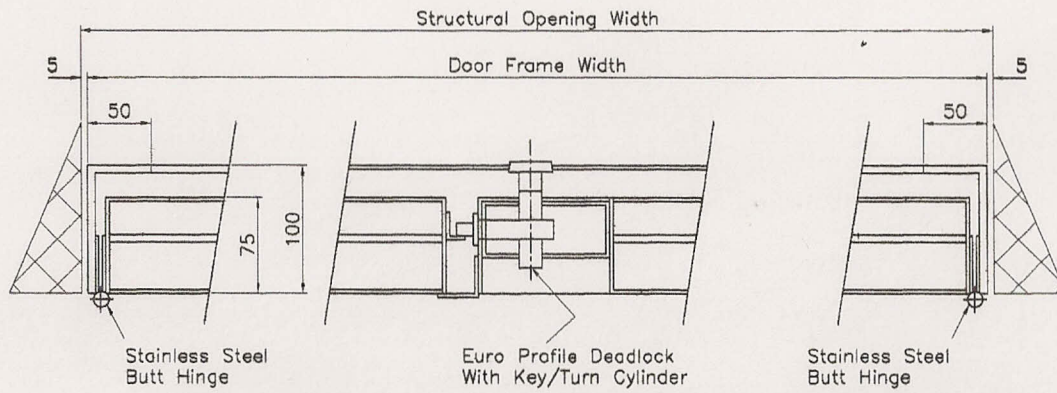 Structural Opening Width
5
Door Frame Width
5
50
50
75
100
Stainless Steel
Butt Hinge
Euro Profile Deadlock
With Key/Turn Cylinder
Stainless Steel
Butt Hinge